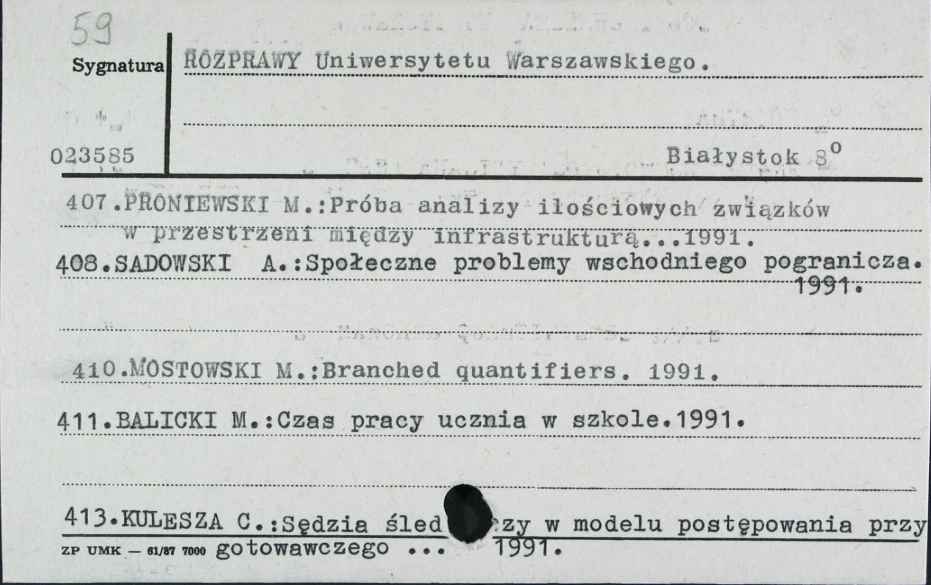 59
Sygnatura
ROZPRAWY Uniwersytetu Warszawskiego.
023585
Białystok 8º
407.PRONIEWSKI M.:Próba analizy ilościowych związków
w przestrzeni między infrastrukturą...1991.
408.SADOWSKI A.:Społeczne problemy wschodniego pogranicza.
1991.
410.MOSTOWSKI M.:Branched quantifiers. 1991.
411.BALICKI M.:Czas pracy ucznia w szkole.1991.
413.KULESZA C.:Sędzia śled zy w modelu postępowania przy
ZP UMK — 61/87 7000 gotowawczego ... 1991.